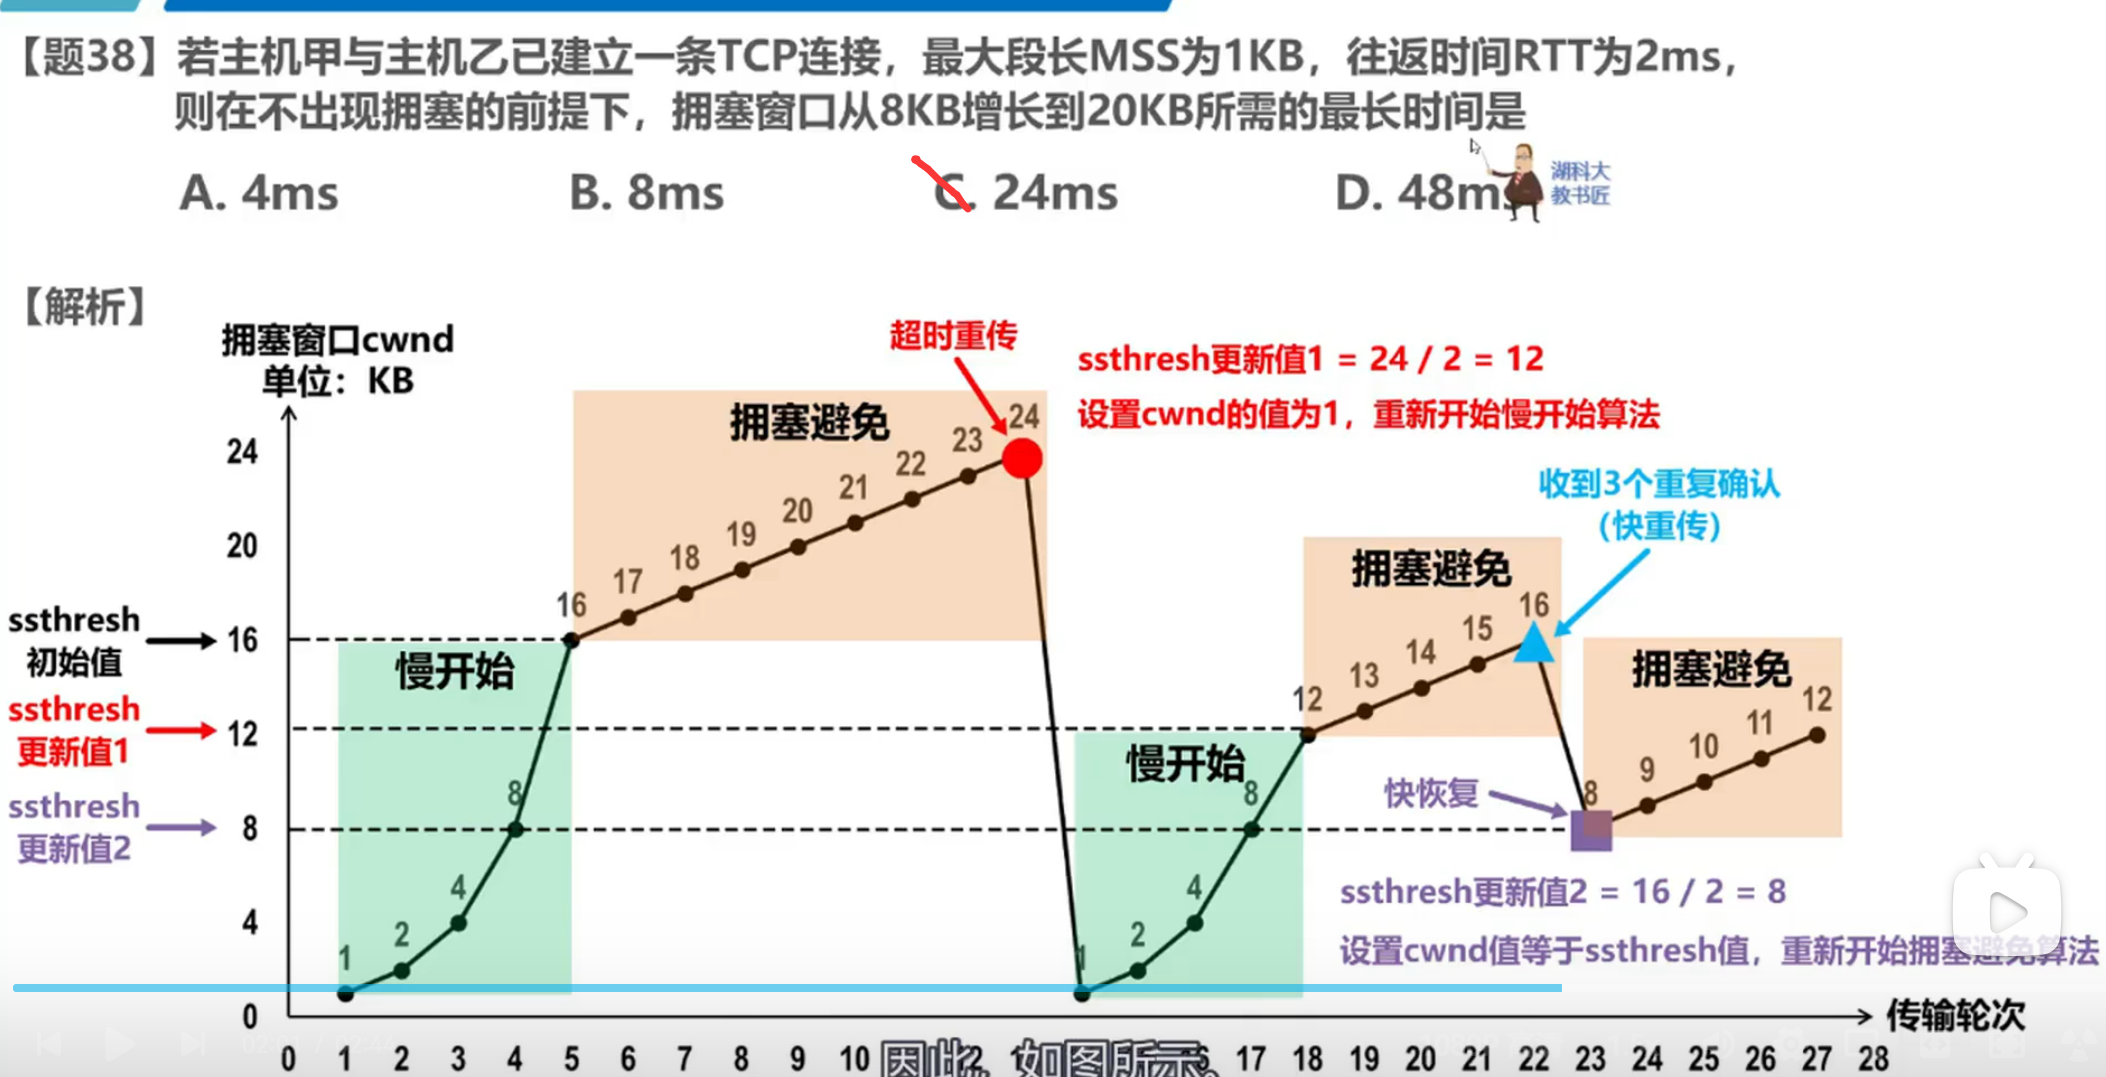 【题38】若主机甲与主机乙已建立一条TCP连接，最大段长MSS为1KB，往返时间RTT为2ms，
则在不出现拥塞的前提下，拥塞窗口从8KB增长到20KB所需的最长时间是
A. 4ms B. 8ms C. 24ms D. 48ms
湖科大
教书匠
【解析】
拥塞窗口cwnd
单位：KB
超时重传
ssthresh更新值1 = 24 / 2 = 12
设置cwnd的值为1，重新开始慢开始算法
拥塞避免
16 17 18 19 20 21 22 23 24
收到3个重复确认
（快重传）
拥塞避免
12 13 14 15 16
拥塞避免
8 9 10 11 12
慢开始
1 2 4 8
慢开始
1 2 4 8
快恢复
ssthresh更新值2 = 16 / 2 = 8
设置cwnd值等于ssthresh值，重新开始拥塞避免算法
ssthresh
初始值
ssthresh
更新值1
ssthresh
更新值2
24
20
16
12
8
4
0
传输轮次
0 1 2 3 4 5 6 7 8 9 10 17 18 19 20 21 22 23 24 25 26 27 28
因此，如图所示。